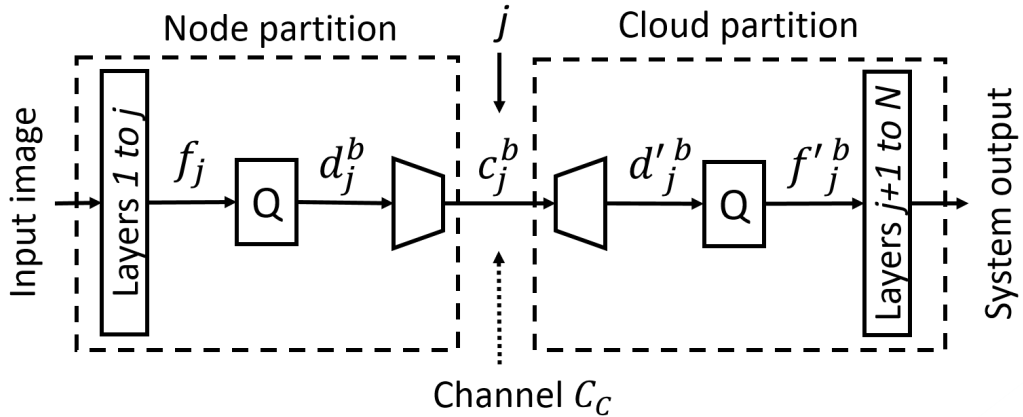 Node partition
j
Cloud partition
Input image
Layers 1 to j
f_j
Q
d_j^b
c_j^b
d'_j^b
Q
f'_j^b
Layers j+1 to N
System output
Channel C_C